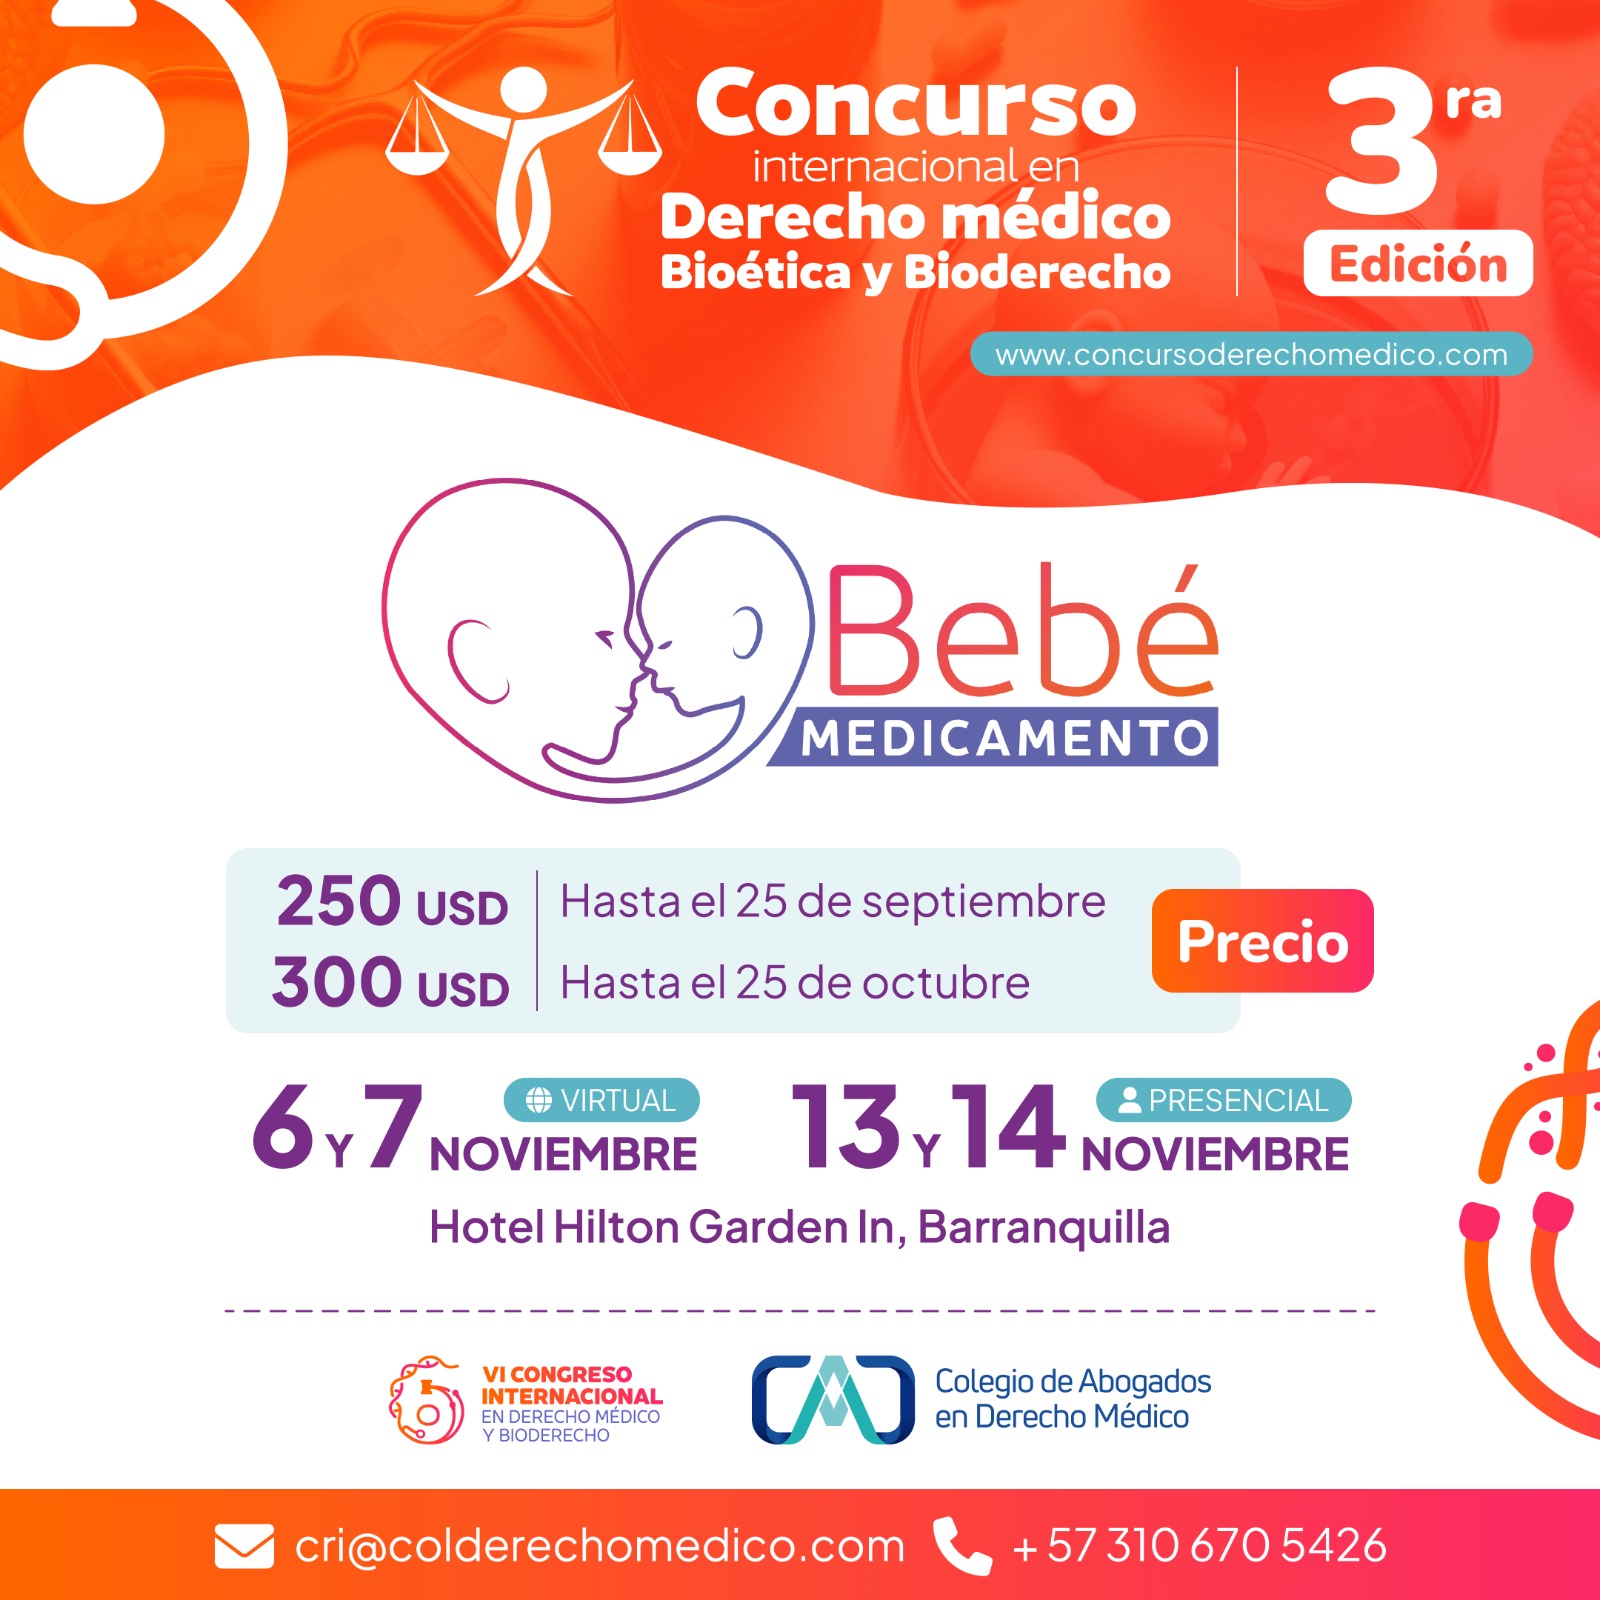 Concurso
internacional en
Derecho médico
Bioética y Bioderecho
3ra
Edición
www.concursoderechomedico.com
Bebé
MEDICAMENTO
250 USD
Hasta el 25 de septiembre
300 USD
Hasta el 25 de octubre
Precio
6 Y 7 NOVIEMBRE
VIRTUAL
13 Y 14 NOVIEMBRE
PRESENCIAL
Hotel Hilton Garden In, Barranquilla
VI CONGRESO
INTERNACIONAL
EN DERECHO MÉDICO
Y BIODERECHO
Colegio de Abogados
en Derecho Médico
cri@colderechomedico.com
+ 57 310 670 5426